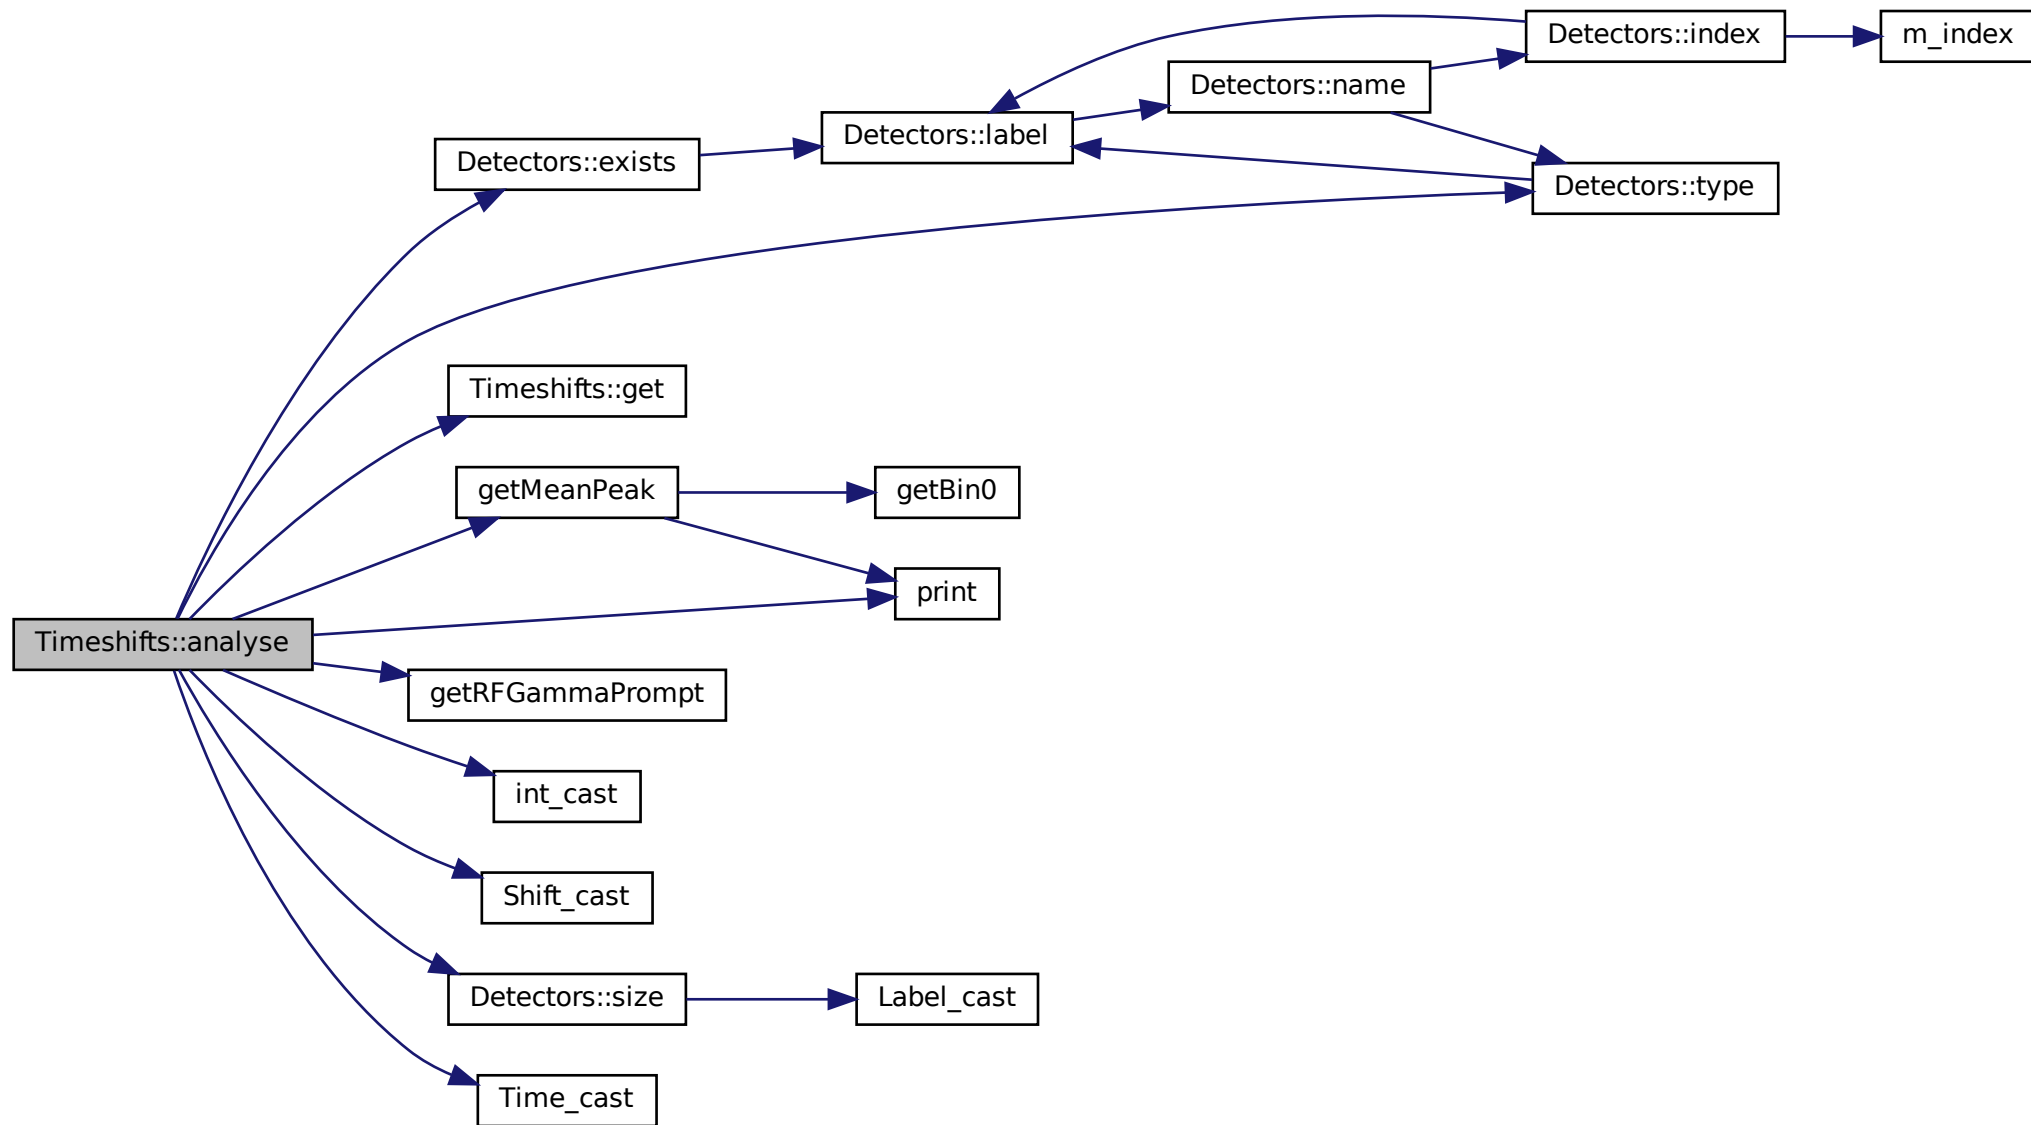 Detectors::index
m_index
Detectors::name
Detectors::label
Detectors::exists
Detectors::type
Timeshifts::get
getMeanPeak
getBin0
print
Timeshifts::analyse
getRFGammaPrompt
int_cast
Shift_cast
Detectors::size
Label_cast
Time_cast